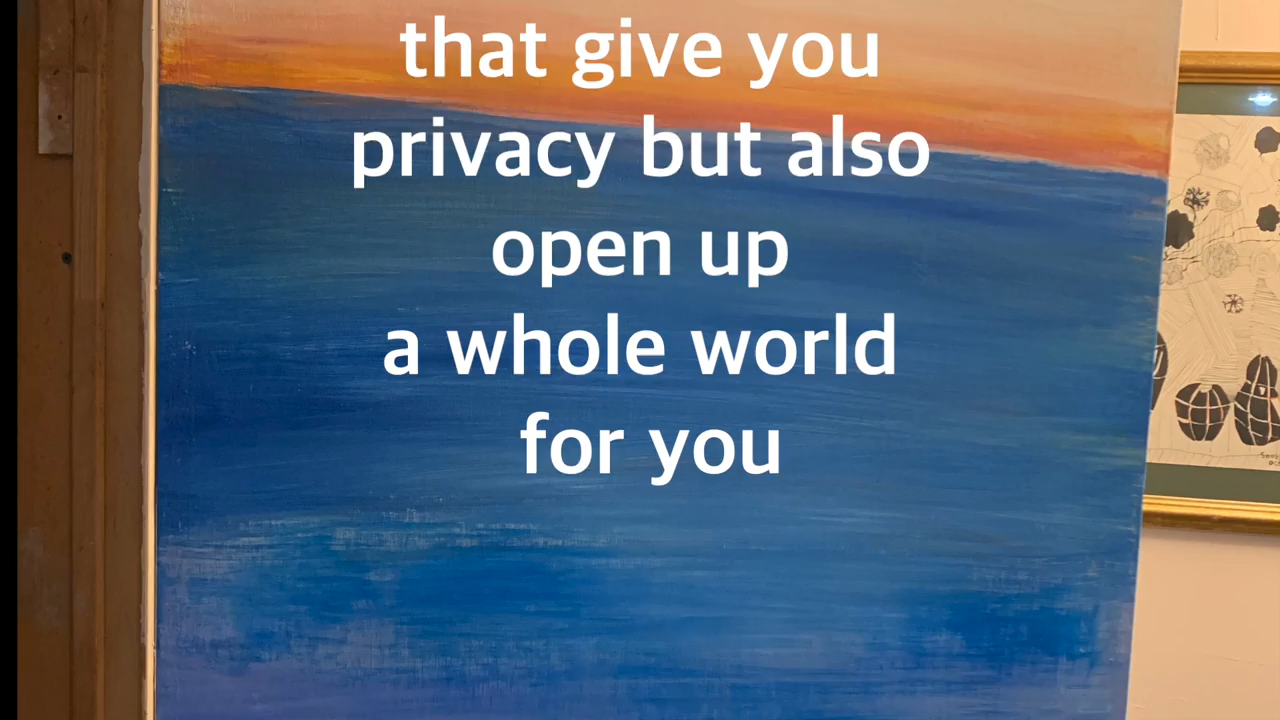 that give you
privacy but also
open up
a whole world
for you